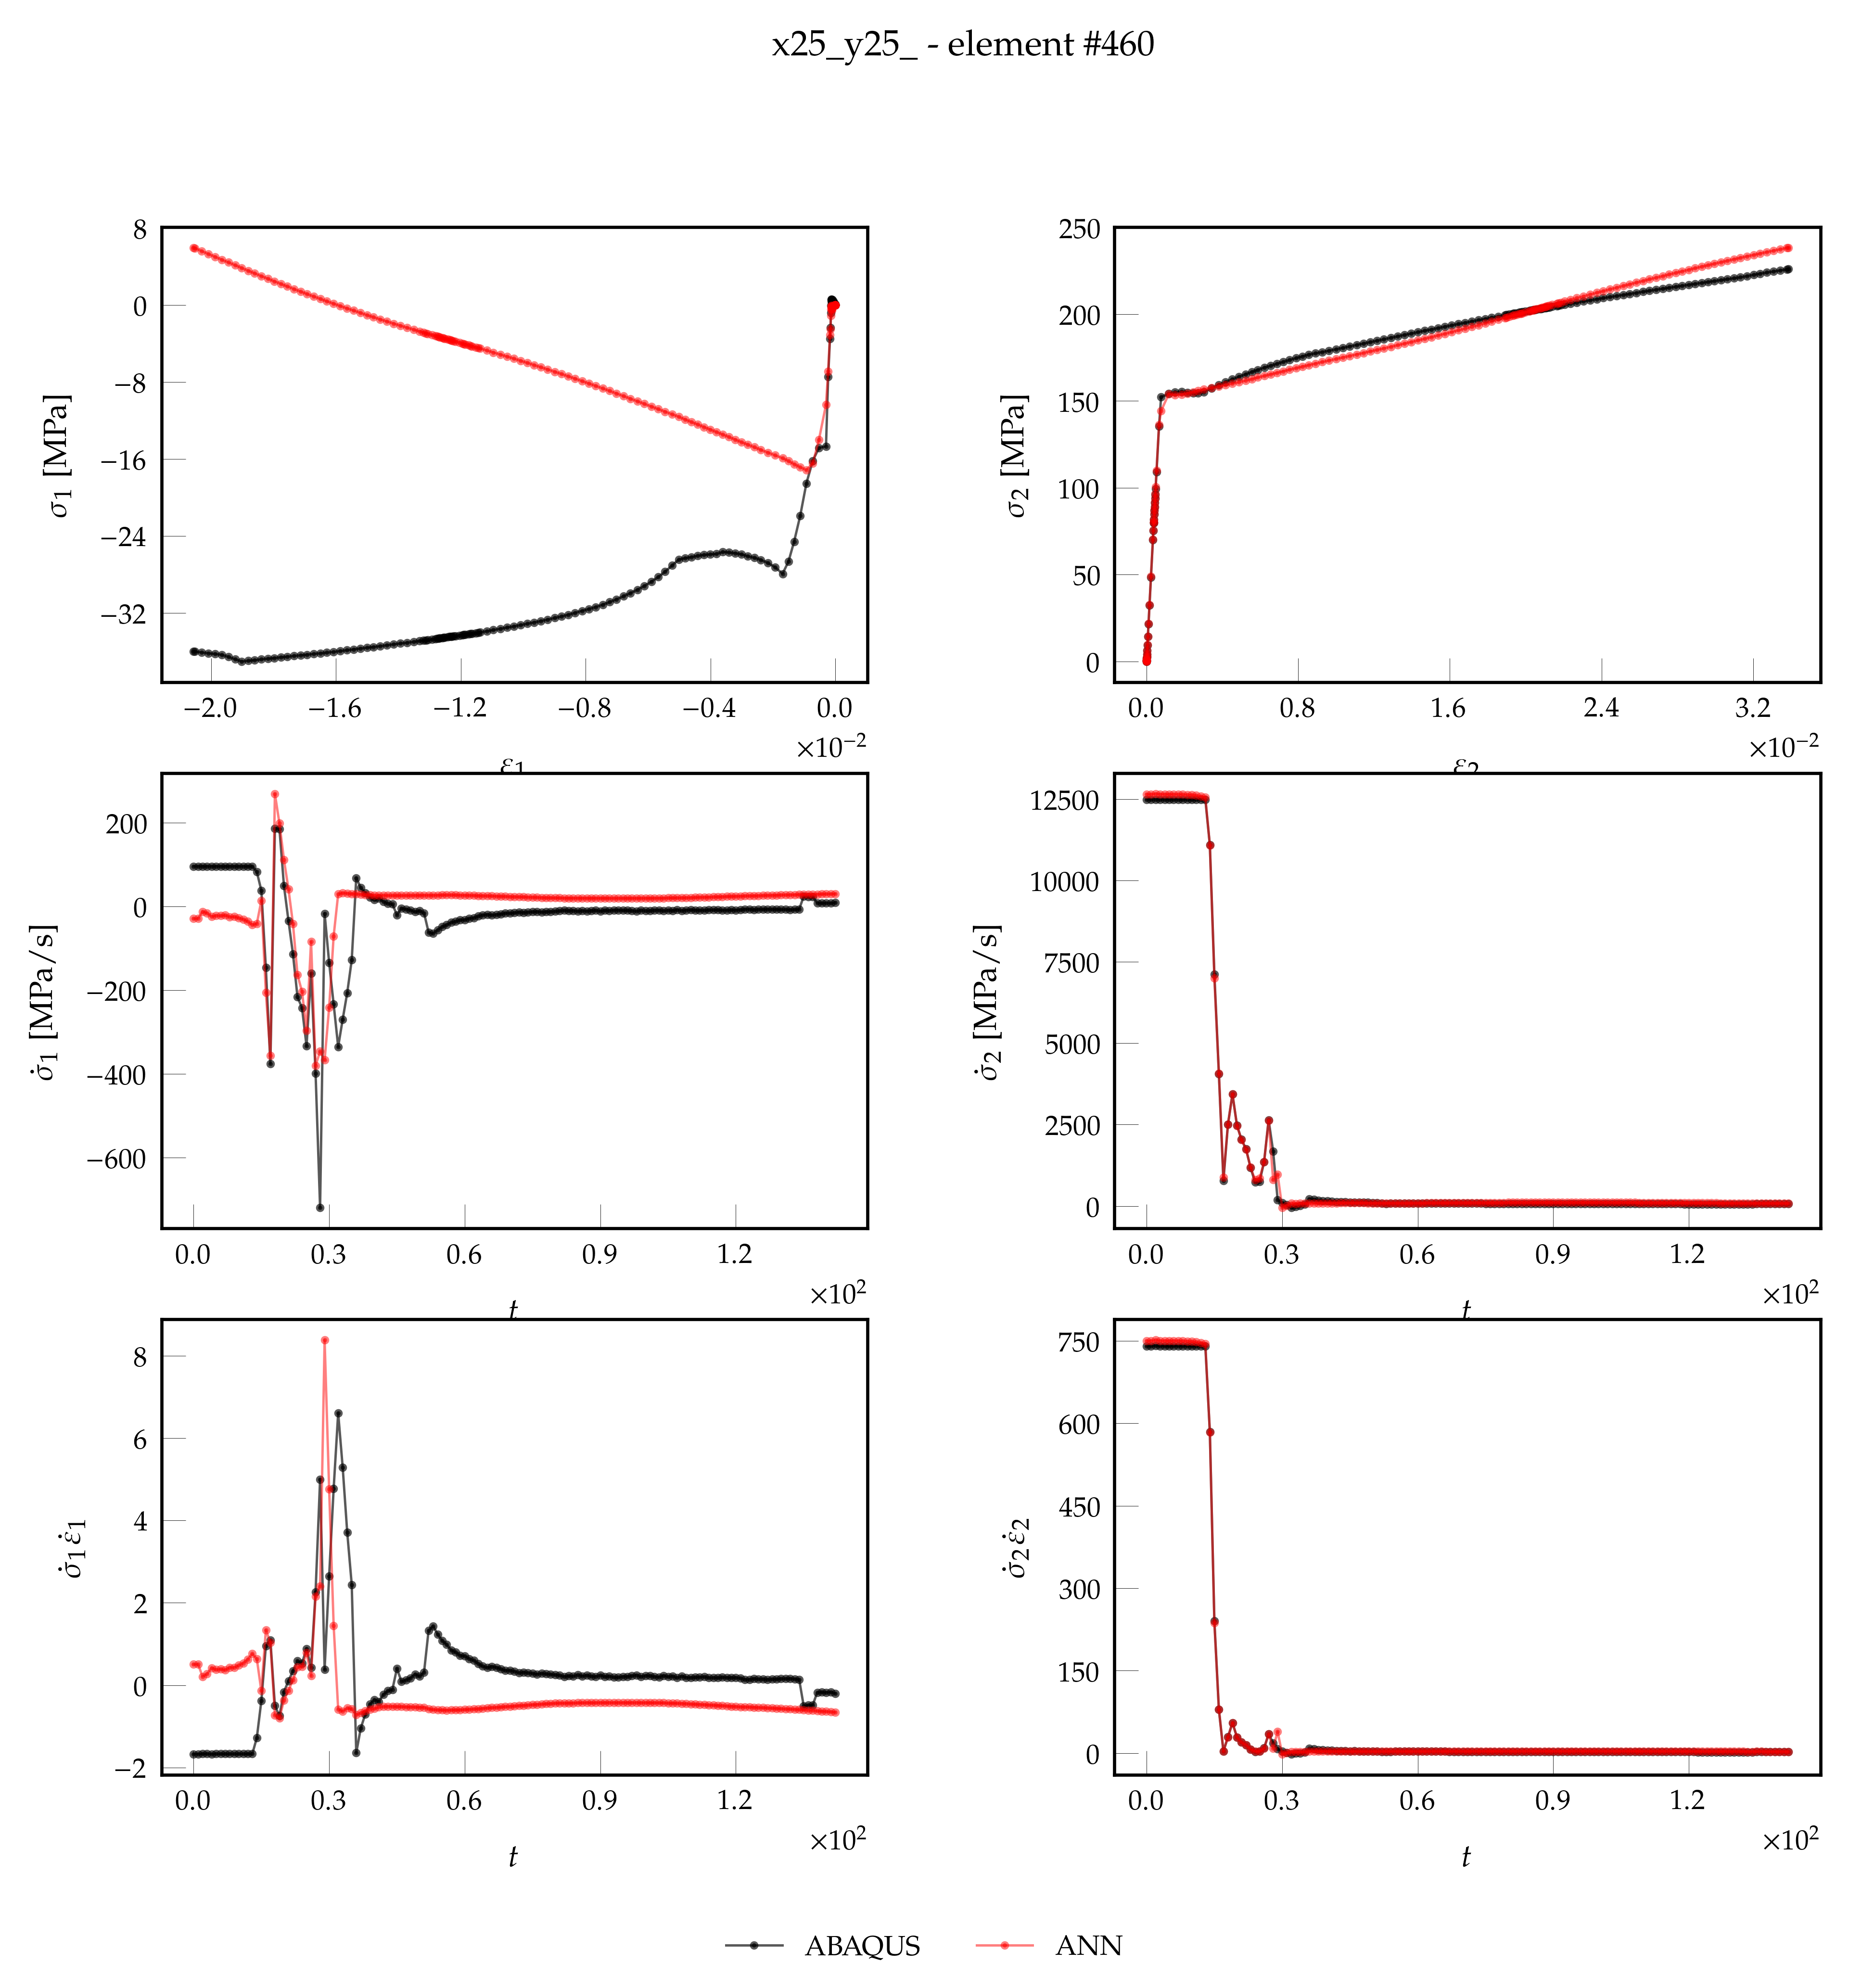 x25_y25_ - element #460
8
0
−8
−16
−24
−32
σ1 [MPa]
−2.0 −1.6 −1.2 −0.8 −0.4 0.0
×10−2
ε1
250
200
150
100
50
0
σ2 [MPa]
0.0 0.8 1.6 2.4 3.2
×10−2
ε2
200
0
−200
−400
−600
σ̇1 [MPa/s]
0.0 0.3 0.6 0.9 1.2
×10²
t
12500
10000
7500
5000
2500
0
σ̇2 [MPa/s]
0.0 0.3 0.6 0.9 1.2
×10²
t
8
6
4
2
0
−2
σ̇1ε̇1
0.0 0.3 0.6 0.9 1.2
×10²
t
750
600
450
300
150
0
σ̇2ε̇2
0.0 0.3 0.6 0.9 1.2
×10²
t
ABAQUS ANN